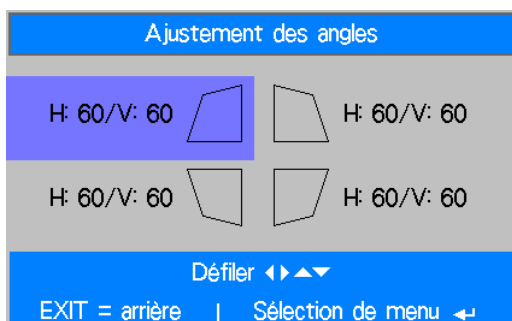 Ajustement des angles
H: 60/V: 60 H: 60/V: 60
H: 60/V: 60 H: 60/V: 60
Défiler
EXIT = arrière | Sélection de menu